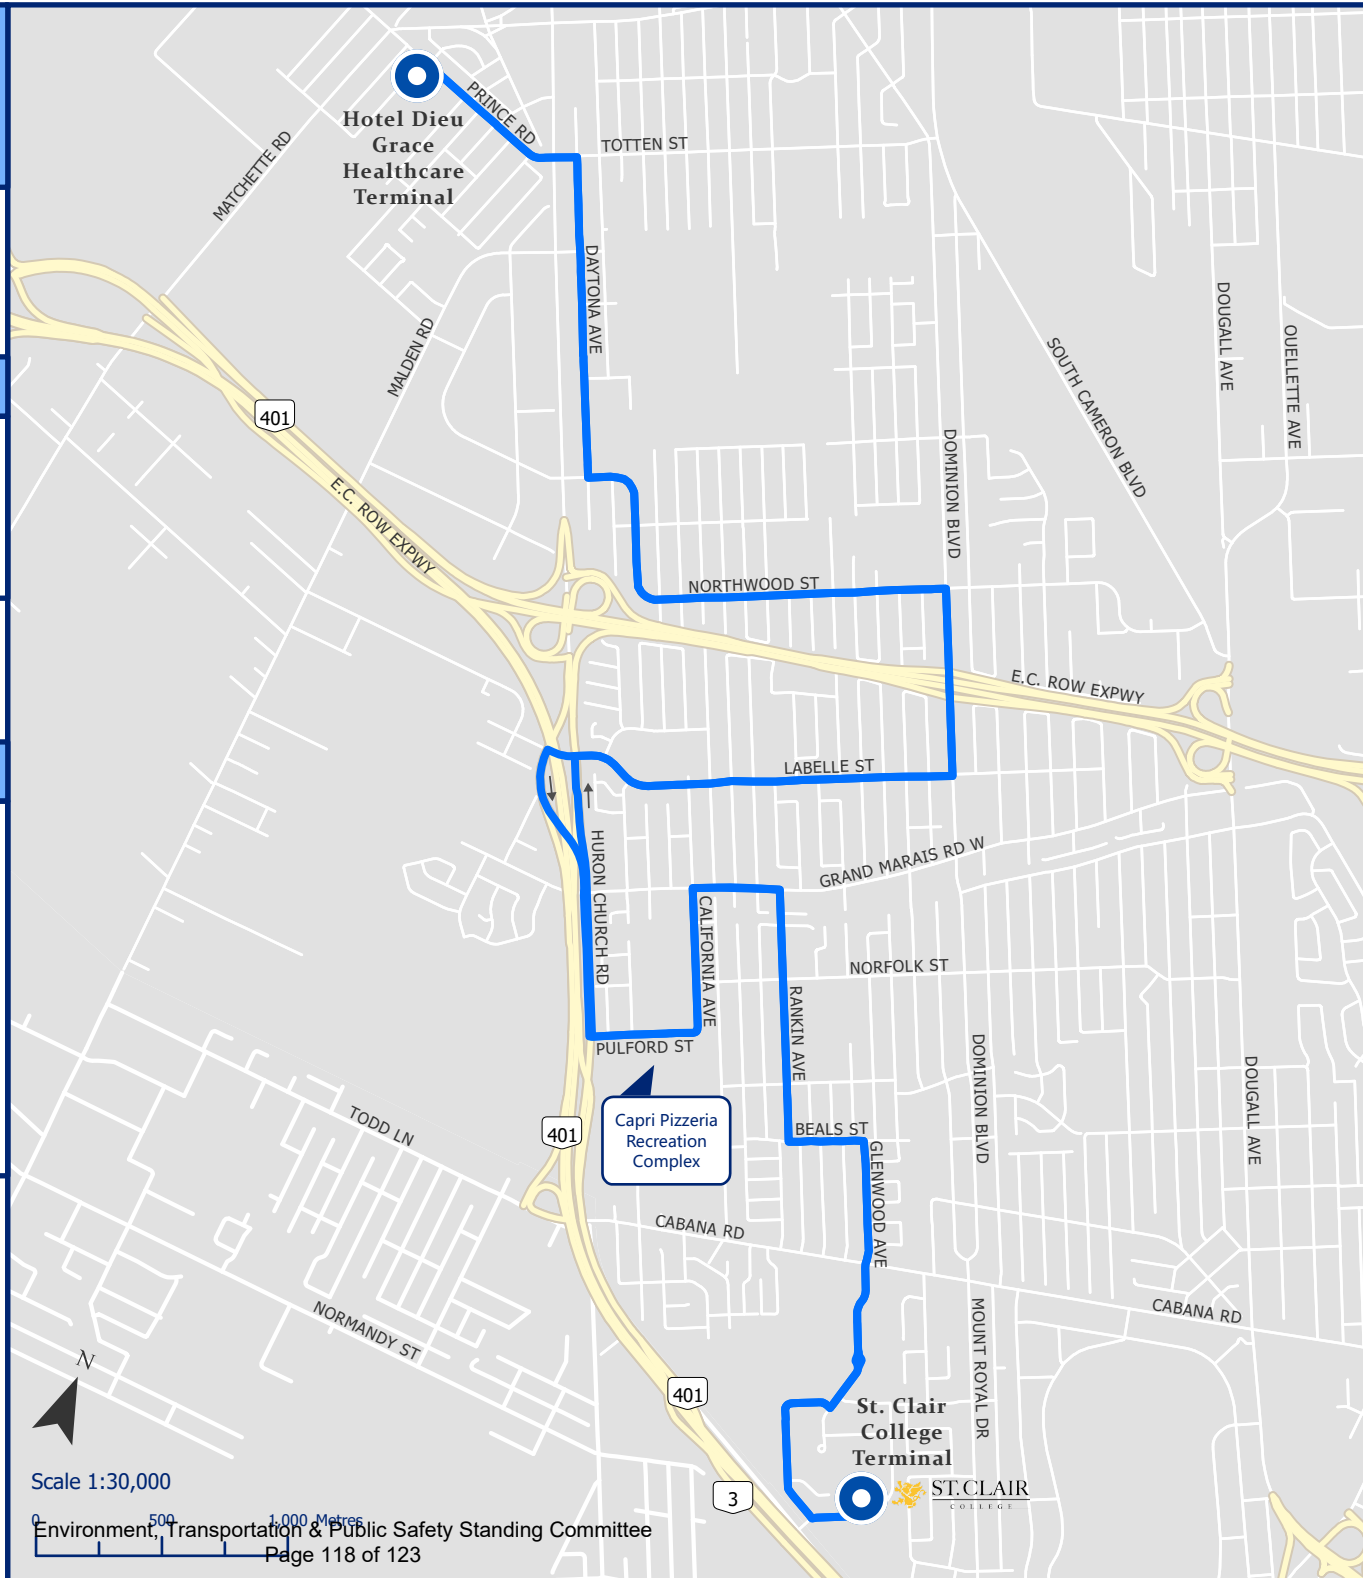 PRINCE RD
Hotel Dieu
Grace
Healthcare
Terminal
TOTTEN ST
MATCHETTE RD
DAYTONA AVE
MALDEN RD
DOUGALL AVE
OUELLETTE AVE
SOUTH CAMERON BLVD
401
DOMINION BLVD
E.C. ROW EXPWY
NORTHWOOD ST
E.C. ROW EXPWY
LABELLE ST
HURON CHURCH RD
GRAND MARAIS RD W
CALIFORNIA AVE
NORFOLK ST
RANKIN AVE
PULFORD ST
DOMINION BLVD
DOUGALL AVE
Capri Pizzeria
Recreation
Complex
401
TODD LN
BEALS ST
GLENWOOD AVE
CABANA RD
CABANA RD
MOUNT ROYAL DR
NORMANDY ST
N
401
St. Clair
College
Terminal
3
ST.CLAIR
COLLEGE
Scale 1:30,000
0 500 1,000 Metres
Environment, Transportation & Public Safety Standing Committee
Page 118 of 123